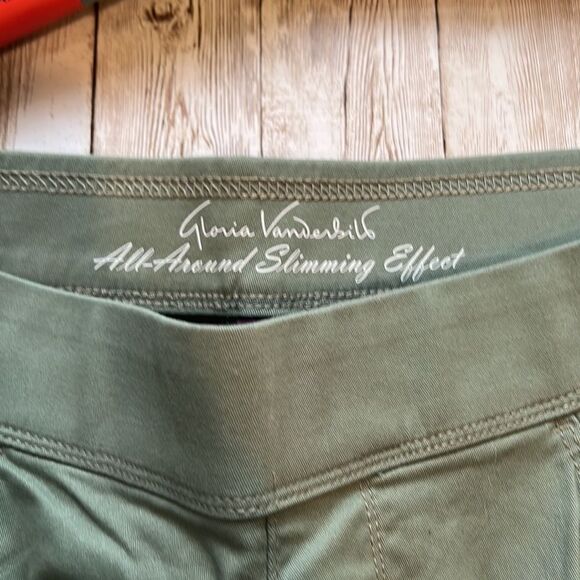 Gloria Vanderbilt
All-Around Slimming Effect